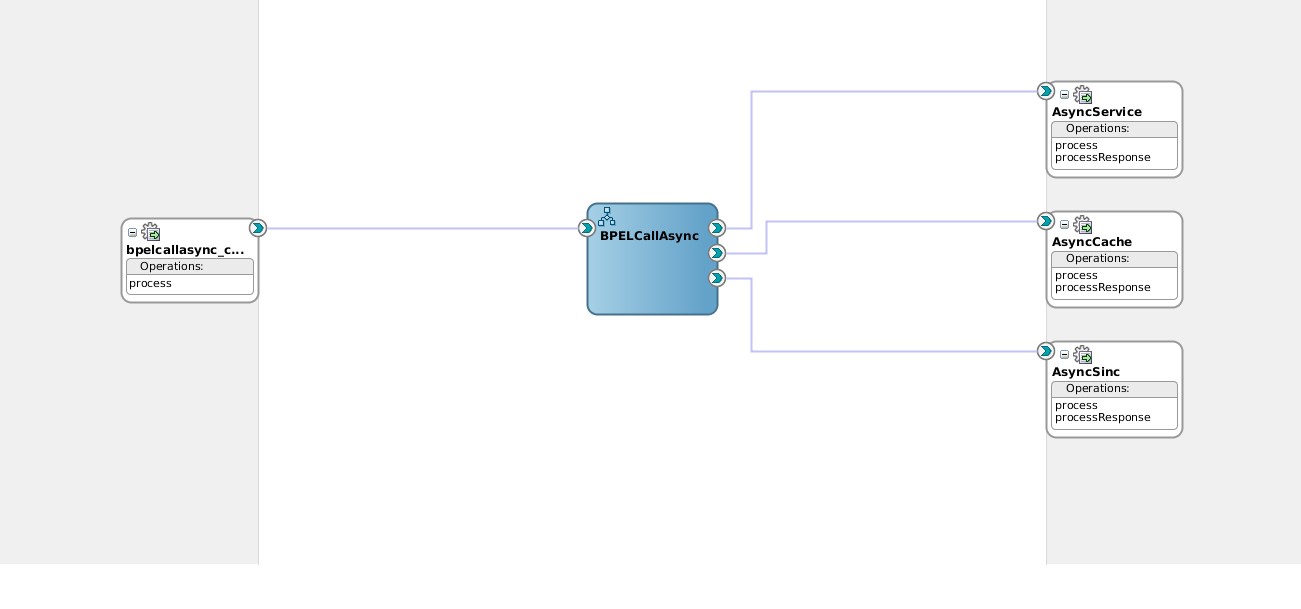 bpelcallasync_c...
Operations:
process
BPELCallAsync
AsyncService
Operations:
process
processResponse
AsyncCache
Operations:
process
processResponse
AsyncSinc
Operations:
process
processResponse